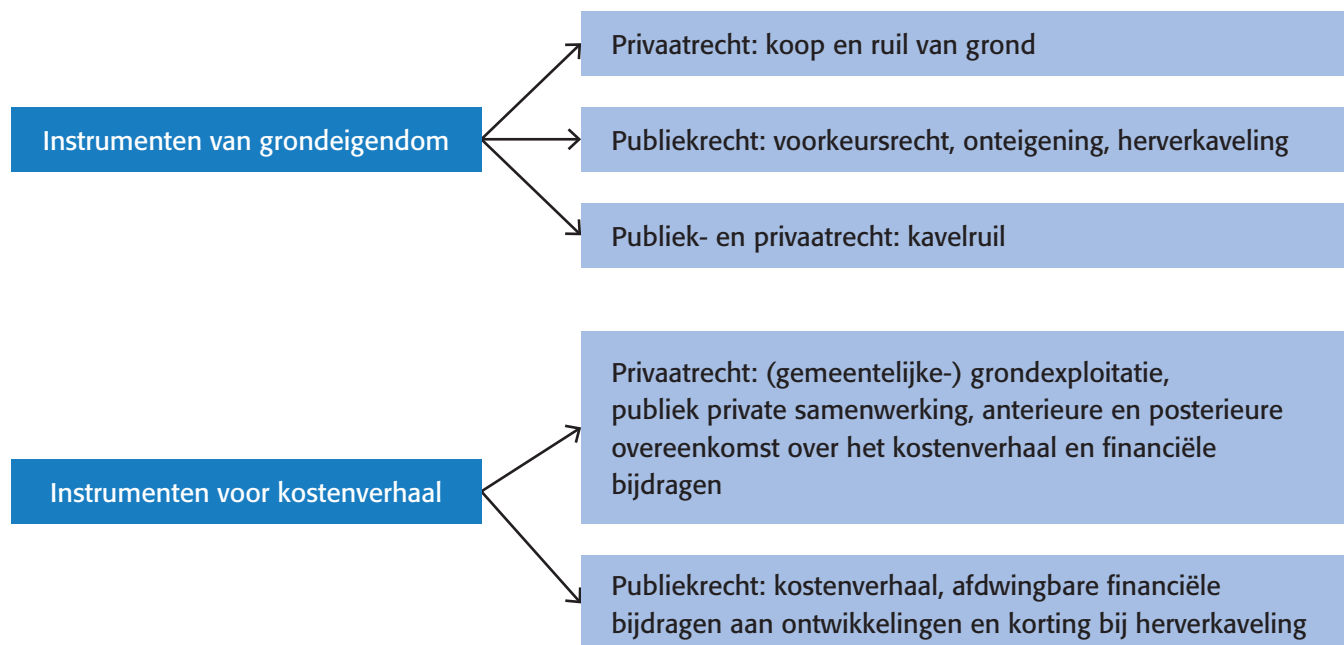 Instrumenten van grondeigendom
Privaatrecht: koop en ruil van grond
Publiekrecht: voorkeursrecht, onteigening, herverkaveling
Publiek- en privaatrecht: kavelruil
Instrumenten voor kostenverhaal
Privaatrecht: (gemeentelijke-) grondexploitatie,
publiek private samenwerking, anterieure en posterieure
overeenkomst over het kostenverhaal en financiële
bijdragen
Publiekrecht: kostenverhaal, afdwingbare financiële
bijdragen aan ontwikkelingen en korting bij herverkaveling